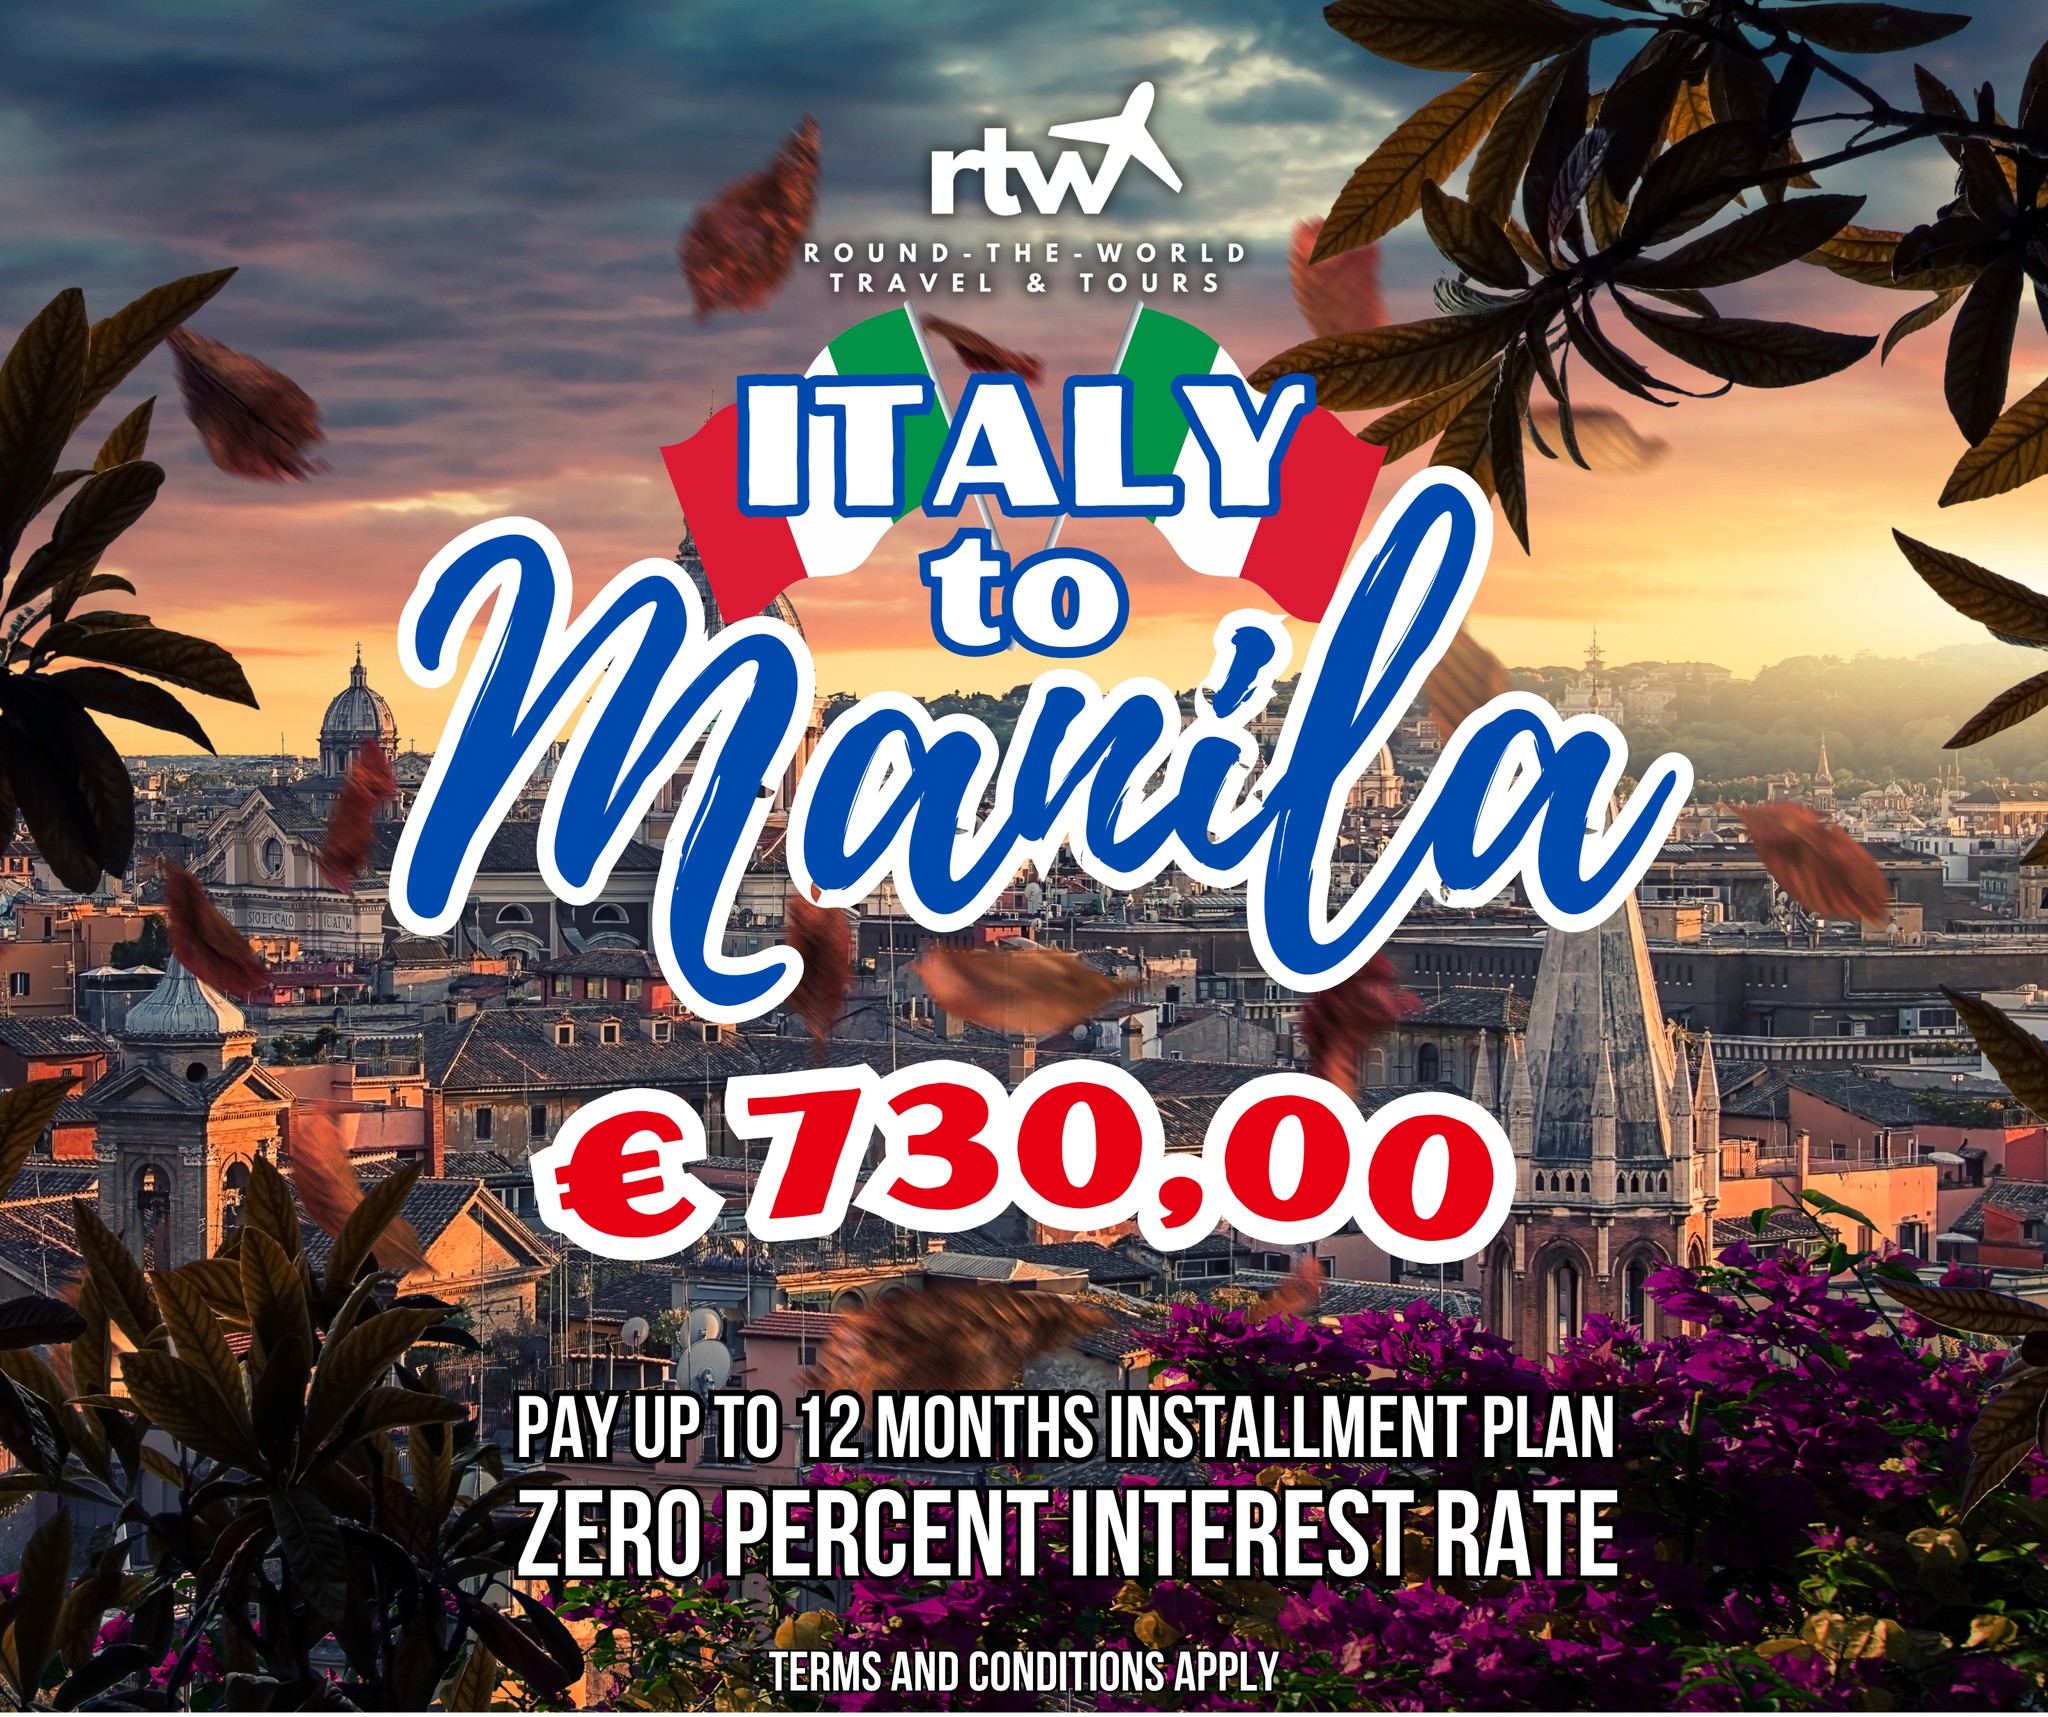 rtw
ROUND-THE-WORLD
TRAVEL & TOURS
ITALY
to
Manila
€730,00
PAY UP TO 12 MONTHS INSTALLMENT PLAN
ZERO PERCENT INTEREST RATE
TERMS AND CONDITIONS APPLY